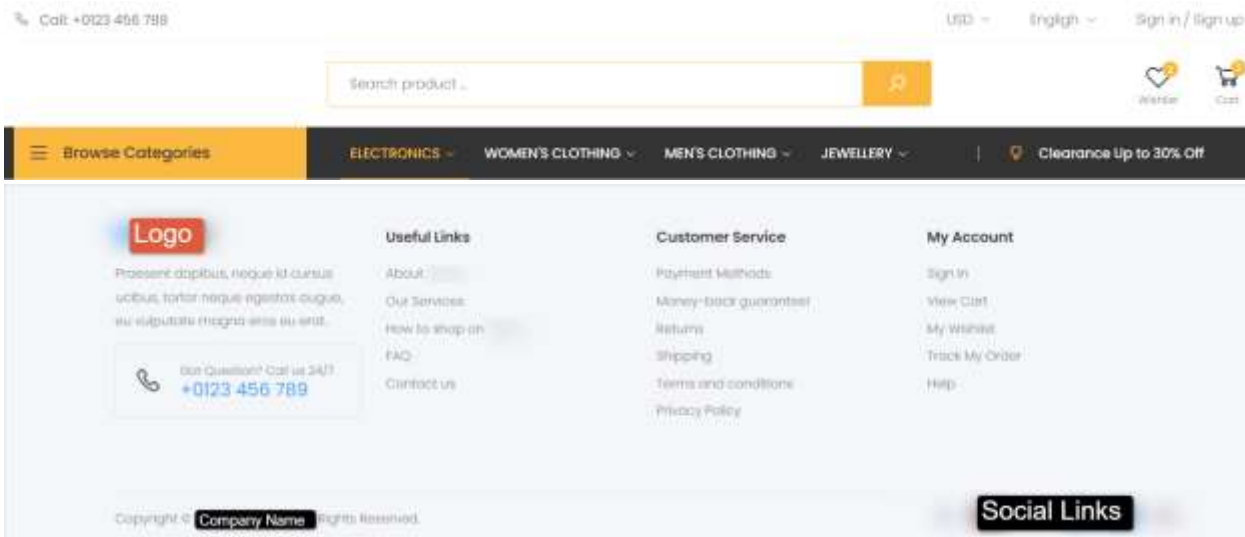 Call: +0123 456 789
USD
Engligh
Sign in / Sign up
Search product ...
2
Wishlist
Cart
Browse Categories
ELECTRONICS
WOMEN'S CLOTHING
MEN'S CLOTHING
JEWELLERY
Clearance Up to 30% Off
Logo
Praesent dapibus, neque id cursus
ucibus, tortor neque egestas augue,
eu vulputate magna eros eu erat.
Got Question? Call us 24/7
+0123 456 789
Useful Links
About
Our Services
How to shop on
FAQ
Contact us
Customer Service
Payment Methods
Money-back guarantee!
Returns
Shipping
Terms and conditions
Privacy Policy
My Account
Sign In
View Cart
My Wishlist
Track My Order
Help
Copyright © Company Name Rights Reserved.
Social Links